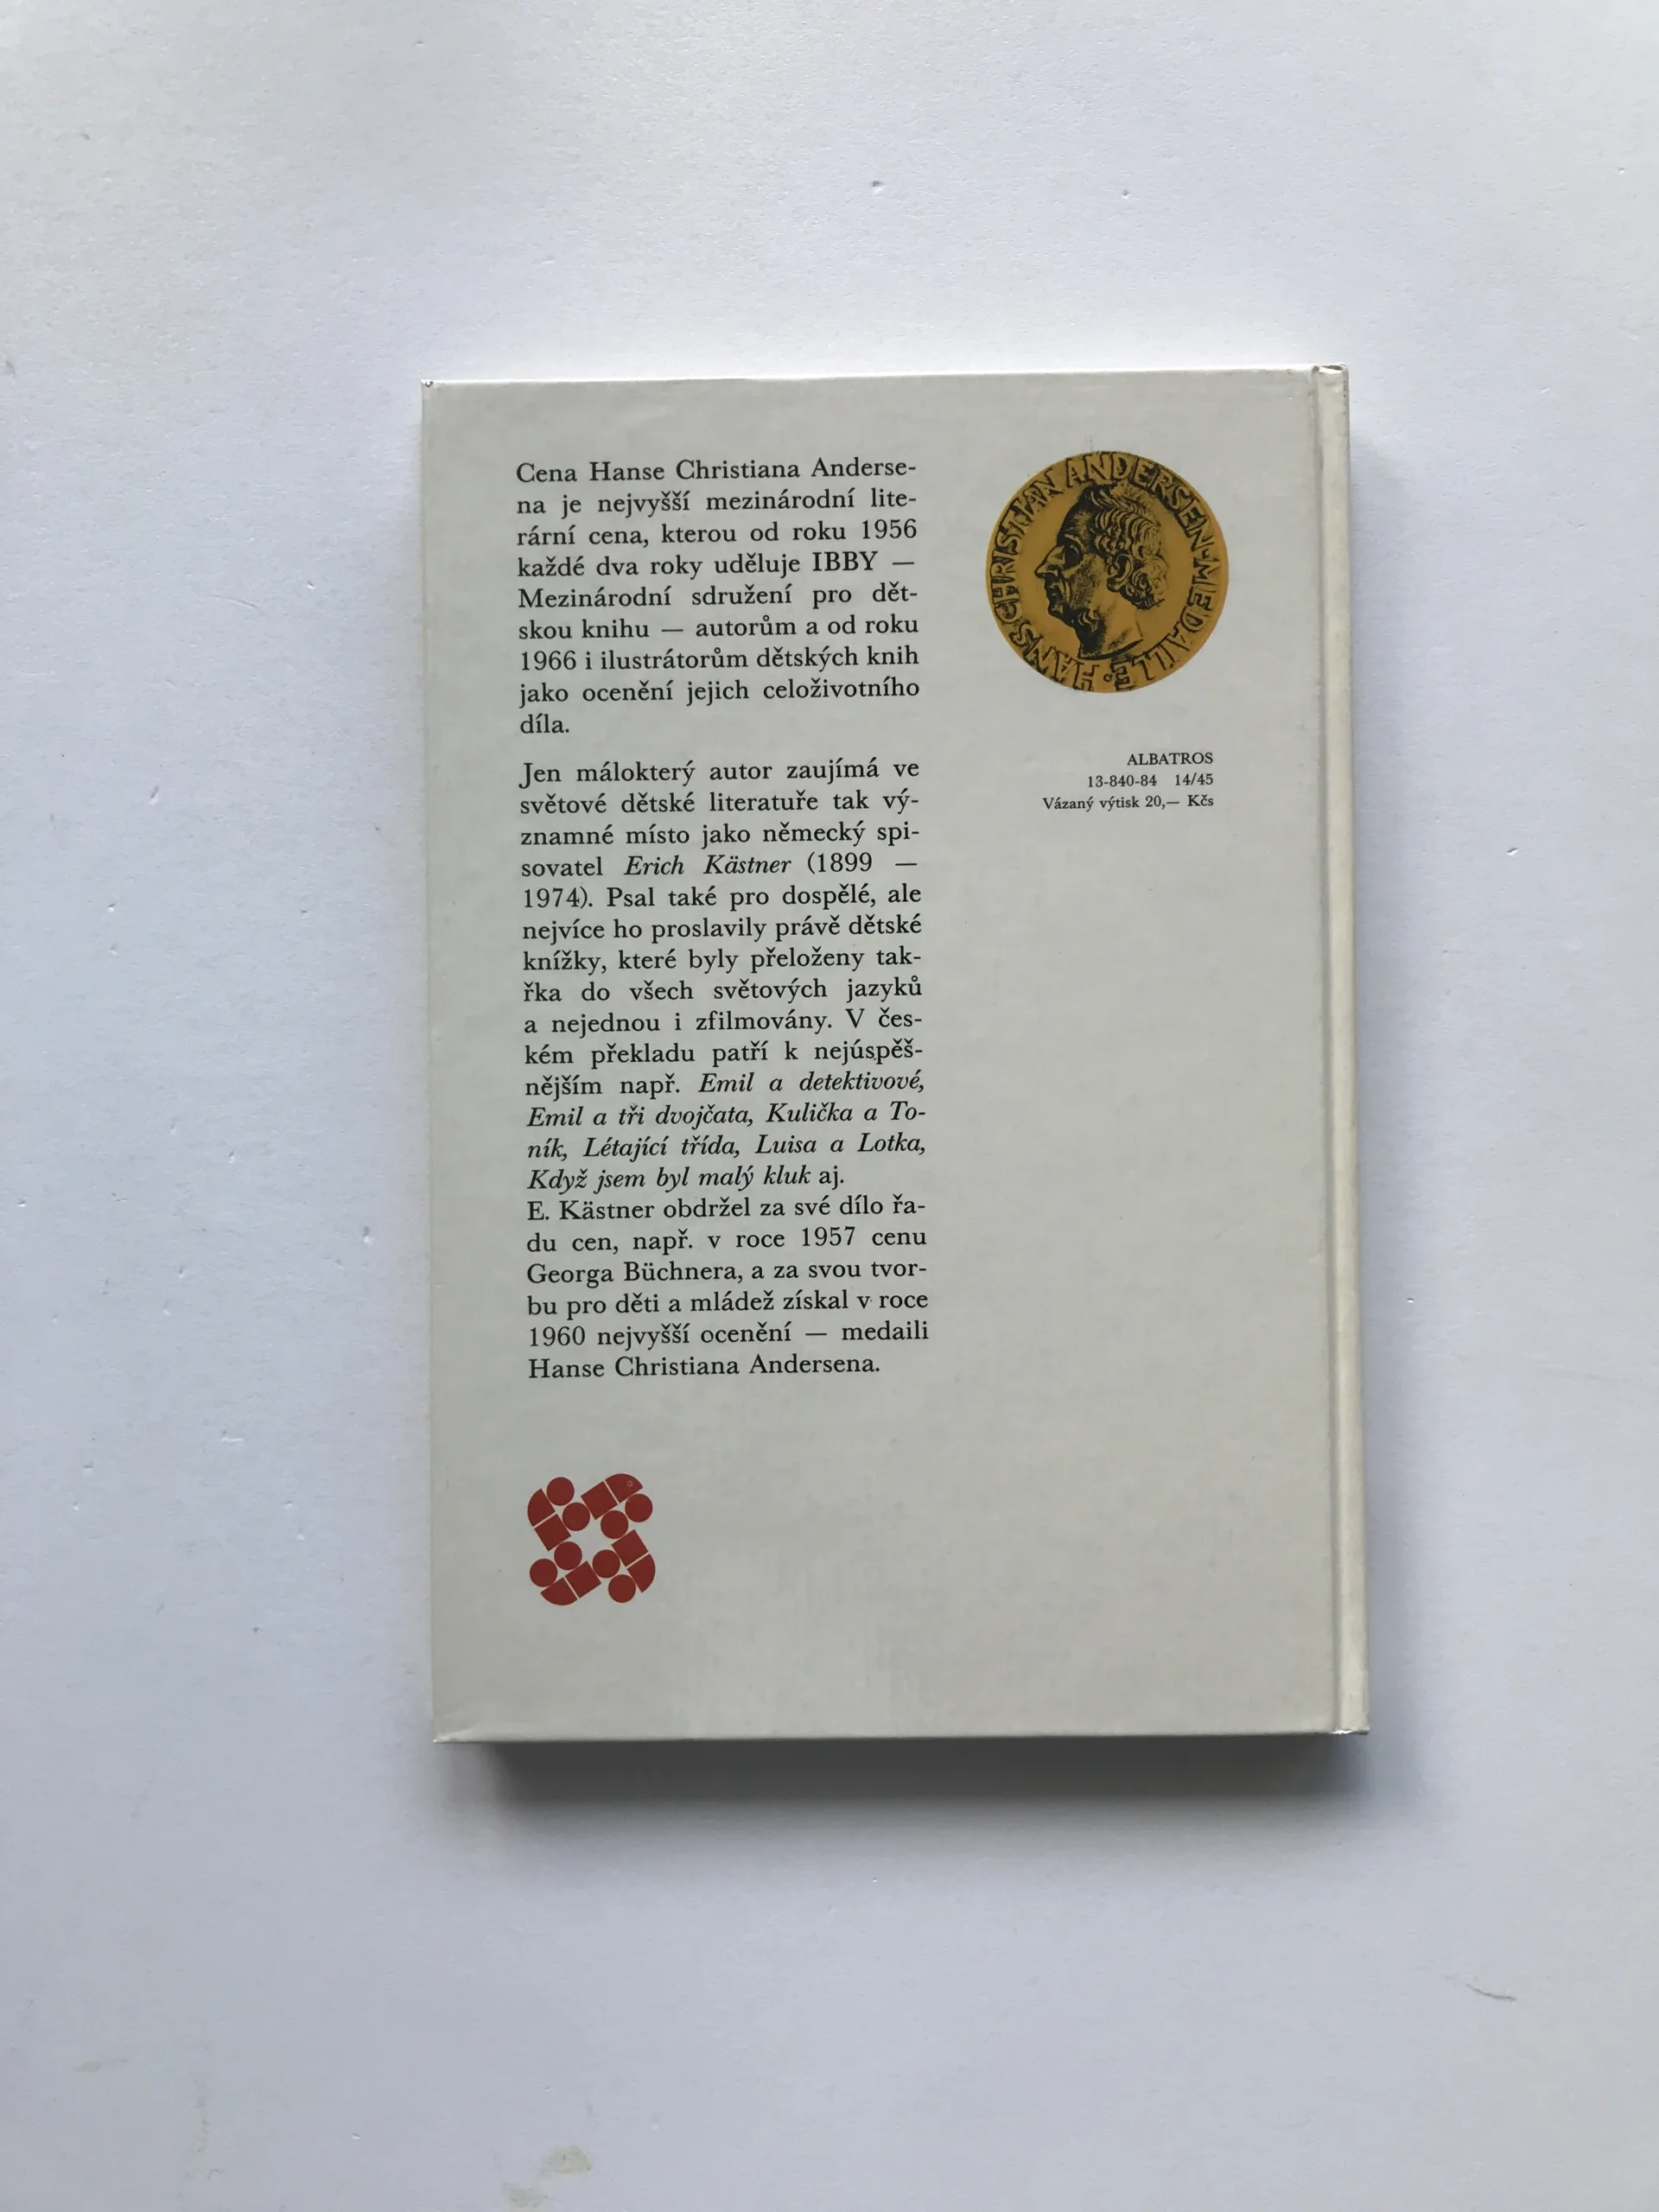 Cena Hanse Christiana Anderse-
na je nejvyšší mezinárodní lite-
rární cena, kterou od roku 1956
každé dva roky uděluje IBBY —
Mezinárodní sdružení pro dět-
skou knihu — autorům a od roku
1966 i ilustrátorům dětských knih
jako ocenění jejich celoživotního
díla.
Jen málokterý autor zaujímá ve
světové dětské literatuře tak vý-
znamné místo jako německý spi-
sovatel Erich Kästner (1899 —
1974). Psal také pro dospělé, ale
nejvíce ho proslavily právě dětské
knížky, které byly přeloženy tak-
řka do všech světových jazyků
a nejednou i zfilmovány. V čes-
kém překladu patří k nejúspěš-
nějším např. Emil a detektivové,
Emil a tři dvojčata, Kulička a To-
ník, Létající třída, Luisa a Lotka,
Když jsem byl malý kluk aj.
E. Kästner obdržel za své dílo řa-
du cen, např. v roce 1957 cenu
Georga Büchnera, a za svou tvor-
bu pro děti a mládež získal v roce
1960 nejvyšší ocenění — medaili
Hanse Christiana Andersena.
HANS CHRISTIAN ANDERSEN-MEDAILLE
ALBATROS
13-840-84 14/45
Vázaný výtisk 20,— Kčs